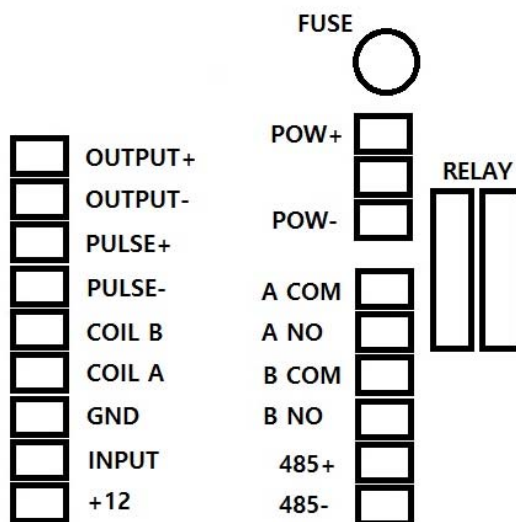 FUSE
POW+
POW-
RELAY
OUTPUT+
OUTPUT-
PULSE+
PULSE-
COIL B
COIL A
GND
INPUT
+12
A COM
A NO
B COM
B NO
485+
485-